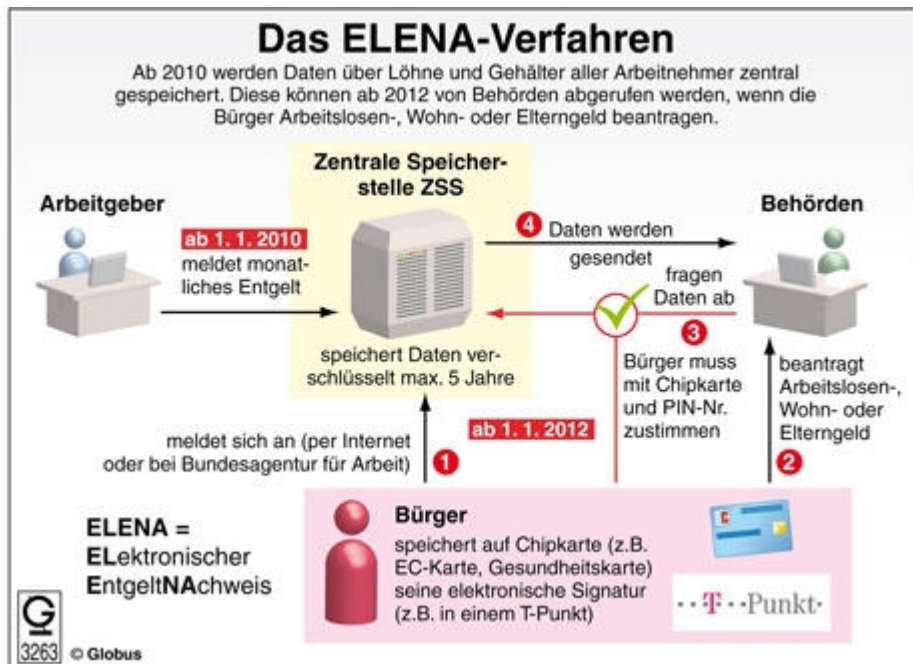 Das ELENA-Verfahren
Ab 2010 werden Daten über Löhne und Gehälter aller Arbeitnehmer zentral
gespeichert. Diese können ab 2012 von Behörden abgerufen werden, wenn die
Bürger Arbeitslosen-, Wohn- oder Elterngeld beantragen.
Zentrale Speicher-
stelle ZSS
Arbeitgeber
ab 1. 1. 2010
meldet monat-
liches Entgelt
speichert Daten ver-
schlüsselt max. 5 Jahre
4 Daten werden
gesendet
Behörden
fragen
Daten ab
3
Bürger muss
mit Chipkarte
und PIN-Nr.
zustimmen
beantragt
Arbeitslosen-,
Wohn- oder
Elterngeld
2
ab 1. 1. 2012
meldet sich an (per Internet
oder bei Bundesagentur für Arbeit)
1
ELENA =
ELektronischer
EntgeltNAchweis
Bürger
speichert auf Chipkarte (z.B.
EC-Karte, Gesundheitskarte)
seine elektronische Signatur
(z.B. in einem T-Punkt)
··T··Punkt·
G
3263 © Globus